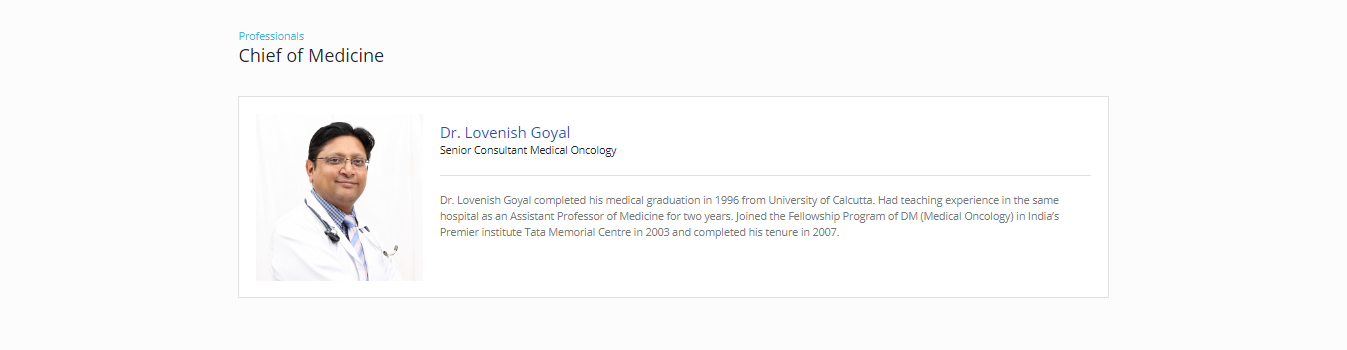 Professionals
Chief of Medicine
Dr. Lovenish Goyal
Senior Consultant Medical Oncology
Dr. Lovenish Goyal completed his medical graduation in 1996 from University of Calcutta. Had teaching experience in the same
hospital as an Assistant Professor of Medicine for two years. Joined the Fellowship Program of DM (Medical Oncology) in India’s
Premier institute Tata Memorial Centre in 2003 and completed his tenure in 2007.